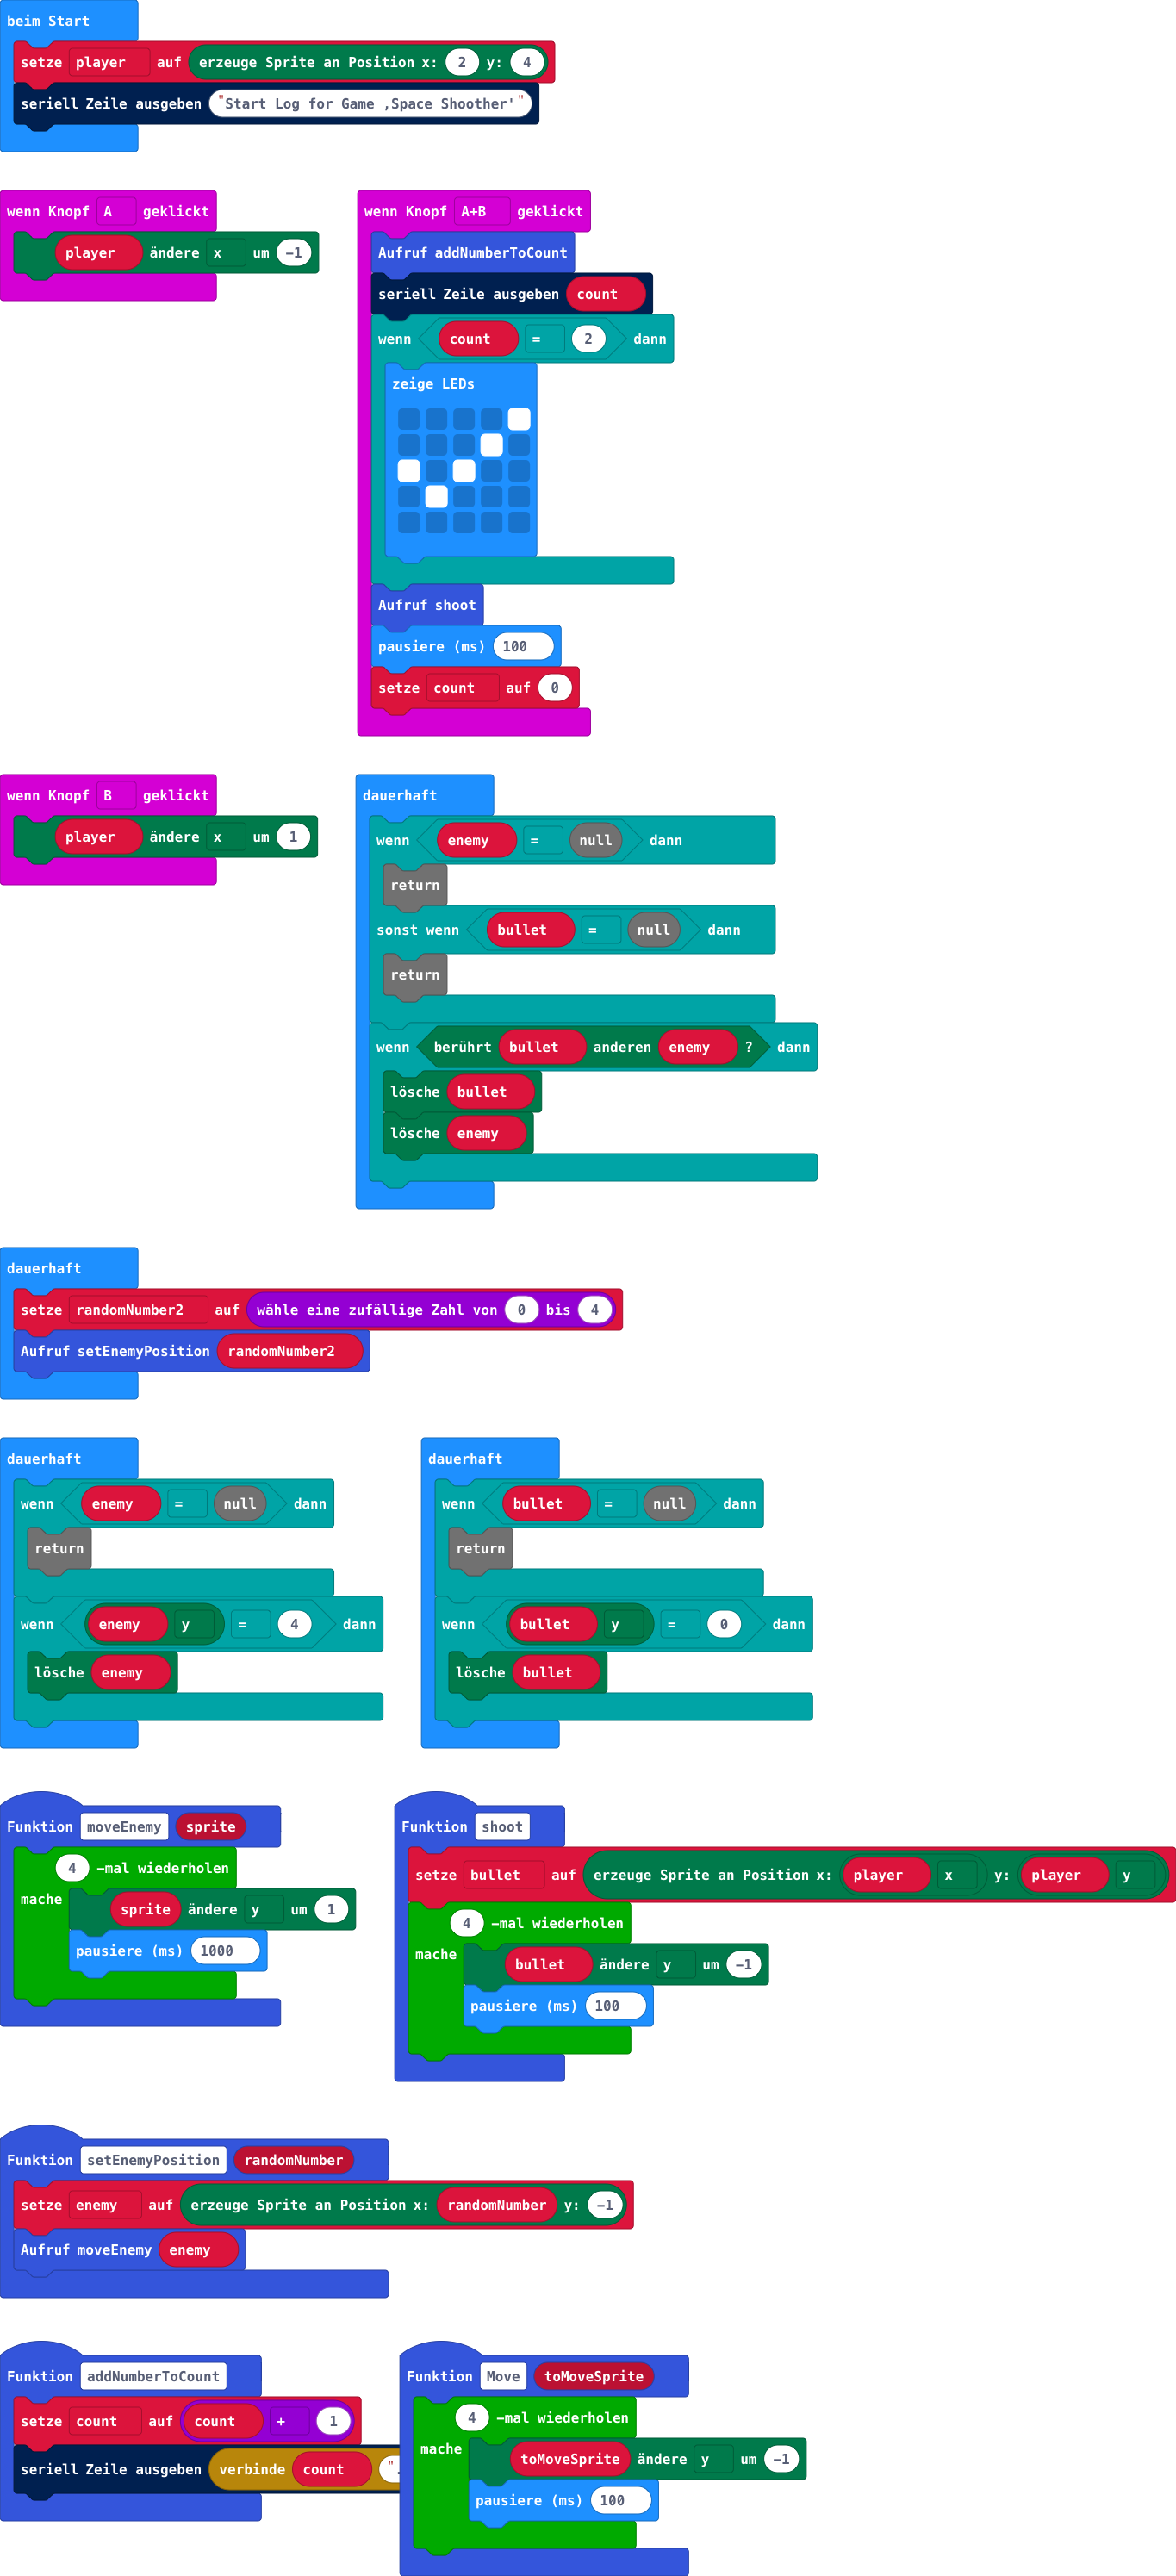 beim Start
setze player auf erzeuge Sprite an Position x: 2 y: 4
seriell Zeile ausgeben "Start Log for Game ,Space Shoother'"
wenn Knopf A geklickt
player ändere x um -1
wenn Knopf A+B geklickt
Aufruf addNumberToCount
seriell Zeile ausgeben count
wenn count = 2 dann
zeige LEDs
Aufruf shoot
pausiere (ms) 100
setze count auf 0
wenn Knopf B geklickt
player ändere x um 1
dauerhaft
wenn enemy = null dann
return
sonst wenn bullet = null dann
return
wenn berührt bullet anderen enemy ? dann
lösche bullet
lösche enemy
dauerhaft
setze randomNumber2 auf wähle eine zufällige Zahl von 0 bis 4
Aufruf setEnemyPosition randomNumber2
dauerhaft
wenn enemy = null dann
return
wenn enemy y = 4 dann
lösche enemy
dauerhaft
wenn bullet = null dann
return
wenn bullet y = 0 dann
lösche bullet
Funktion moveEnemy sprite
4 -mal wiederholen
mache sprite ändere y um 1
pausiere (ms) 1000
Funktion shoot
setze bullet auf erzeuge Sprite an Position x: player x y: player y
4 -mal wiederholen
mache bullet ändere y um -1
pausiere (ms) 100
Funktion setEnemyPosition randomNumber
setze enemy auf erzeuge Sprite an Position x: randomNumber y: -1
Aufruf moveEnemy enemy
Funktion addNumberToCount
setze count auf count + 1
seriell Zeile ausgeben verbinde count "
Funktion Move toMoveSprite
4 -mal wiederholen
mache toMoveSprite ändere y um -1
pausiere (ms) 100